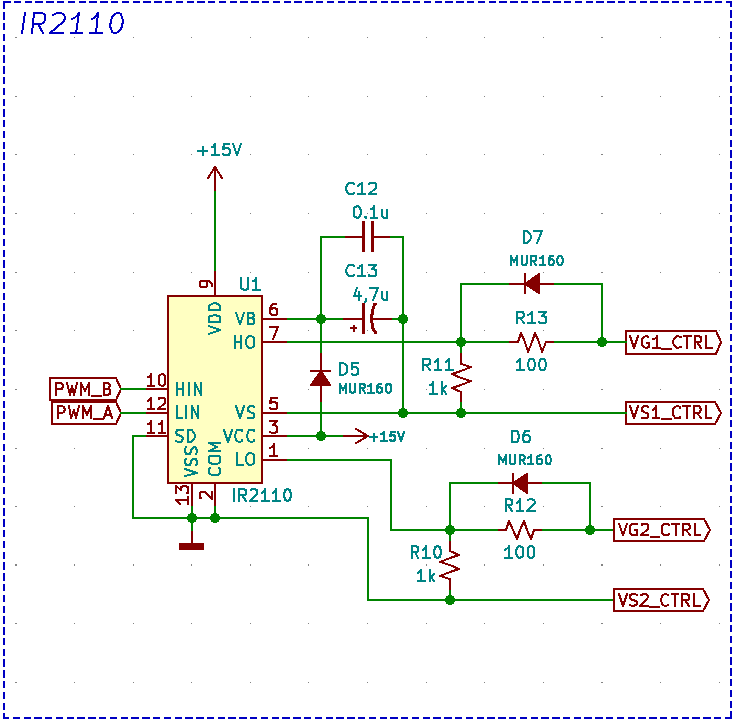 IR2110
+15V
C12
0.1u
D7
MUR160
C13
4,7u
9
U1
VDD
VB
6
HO
7
R13
100
VG1_CTRL
D5
MUR160
R11
1k
PWM_B
10
HIN
PWM_A
12
LIN
VS
5
VS1_CTRL
11
SD
VCC
3
+15V
D6
MUR160
VSS
COM
LO
1
13
2
IR2110
R12
100
VG2_CTRL
R10
1k
VS2_CTRL